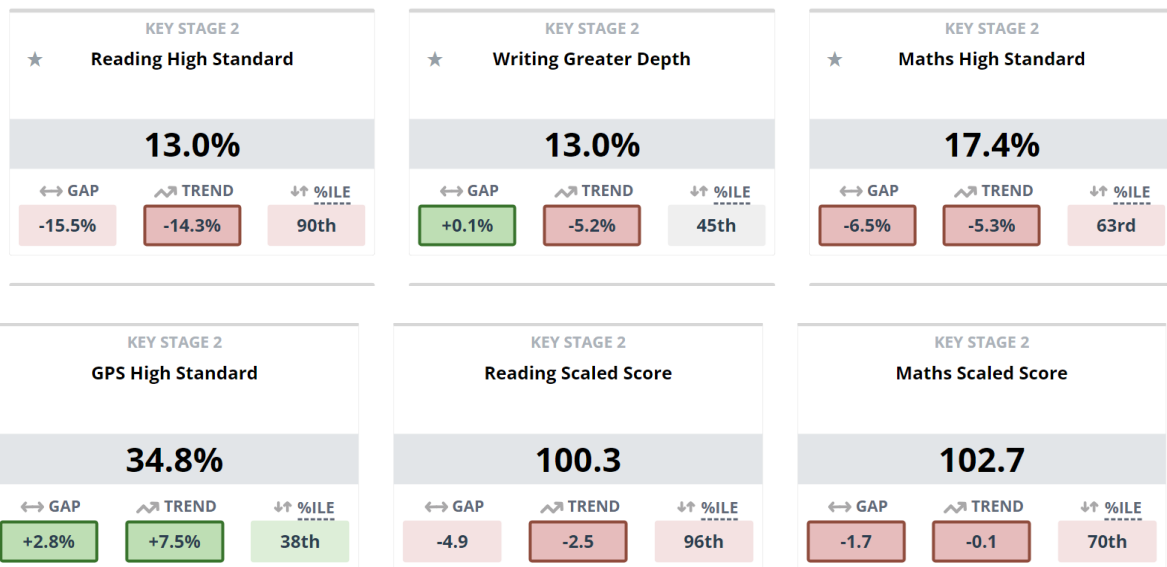 KEY STAGE 2 KEY STAGE 2 KEY STAGE 2
Reading High Standard Writing Greater Depth Maths High Standard
13.0% 13.0% 17.4%
GAP TREND %ILE GAP TREND %ILE GAP TREND %ILE
-15.5% -14.3% 90th +0.1% -5.2% 45th -6.5% -5.3% 63rd
KEY STAGE 2 KEY STAGE 2 KEY STAGE 2
GPS High Standard Reading Scaled Score Maths Scaled Score
34.8% 100.3 102.7
GAP TREND %ILE GAP TREND %ILE GAP TREND %ILE
+2.8% +7.5% 38th -4.9 -2.5 96th -1.7 -0.1 70th